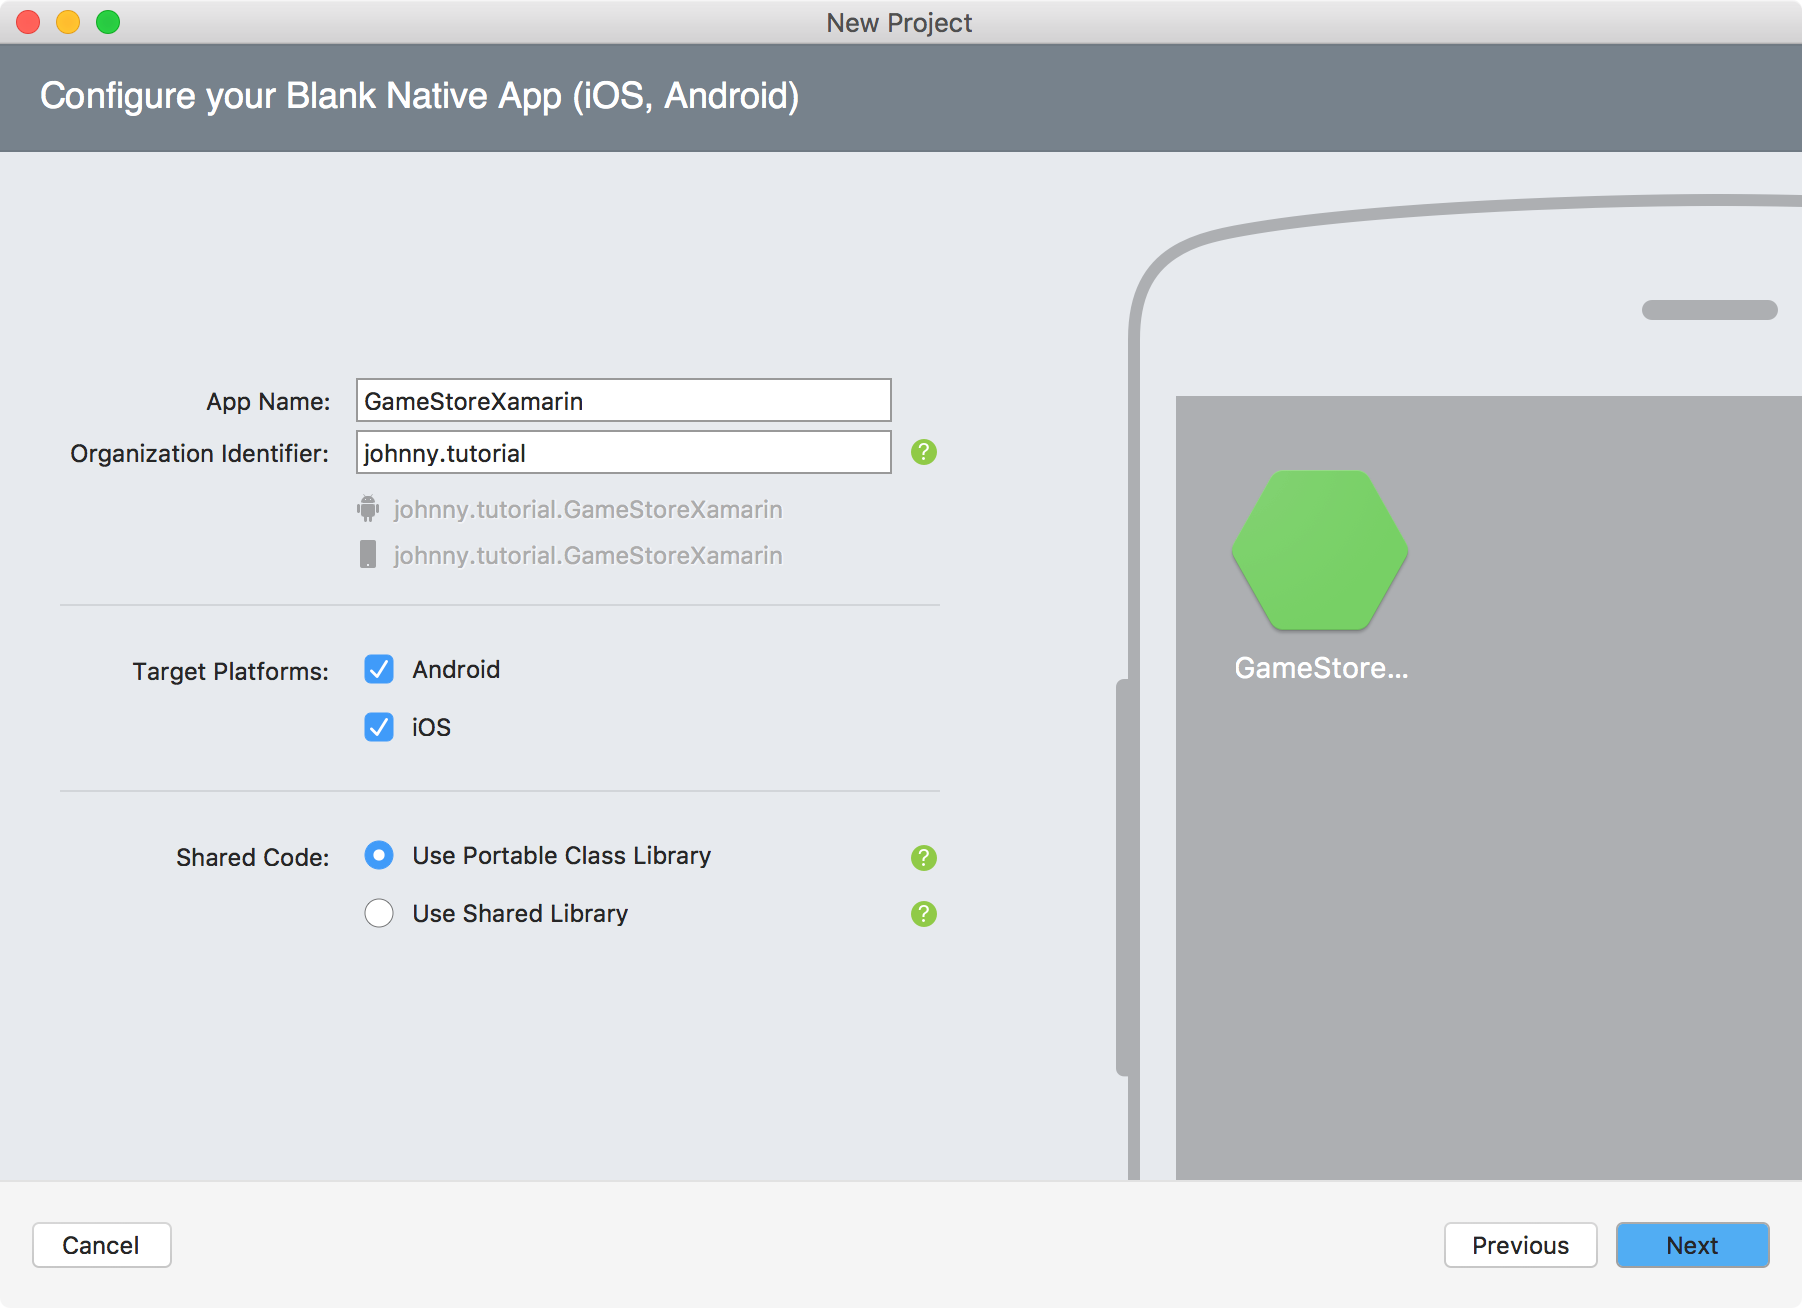 New Project
Configure your Blank Native App (iOS, Android)
App Name: GameStoreXamarin
Organization Identifier: johnny.tutorial ?
johnny.tutorial.GameStoreXamarin
johnny.tutorial.GameStoreXamarin
GameStore...
Target Platforms: Android
iOS
Shared Code: Use Portable Class Library ?
Use Shared Library ?
Cancel Previous Next